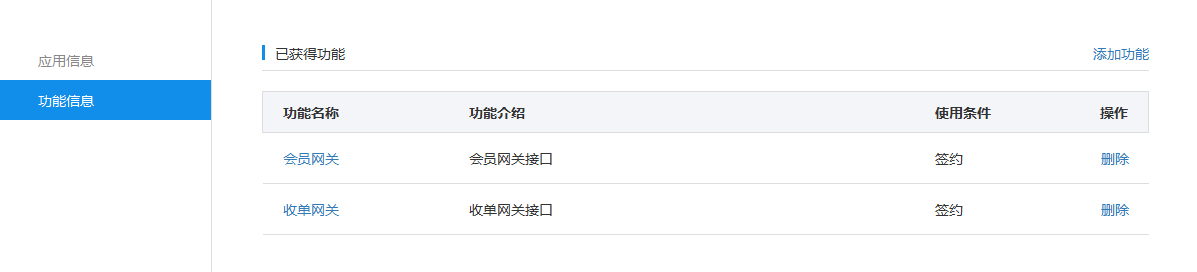 应用信息
功能信息
已获得功能 添加功能
功能名称 功能介绍 使用条件 操作
会员网关 会员网关接口 签约 删除
收单网关 收单网关接口 签约 删除